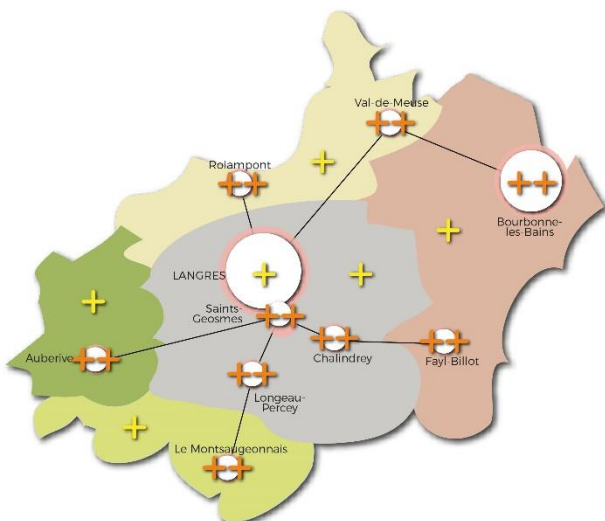 Val-de-Meuse
Rolampont
Bourbonne-
les-Bains
LANGRES
Saints-
Geosmes
Auberive
Chalindrey
Fayl-Billot
Longeau-
Percey
Le Montsaugeonnais